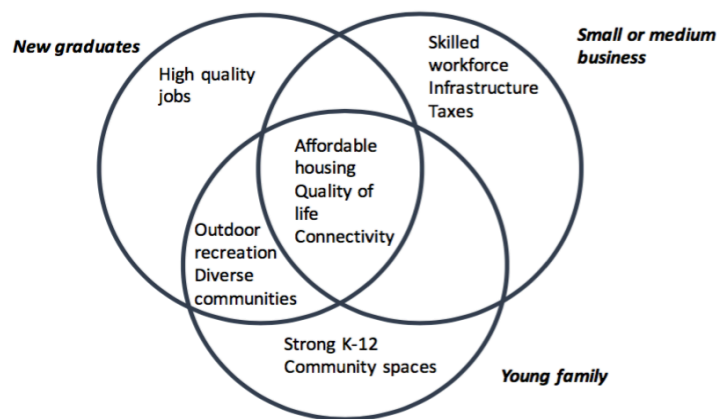 New graduates
High quality
jobs
Skilled
workforce
Infrastructure
Taxes
Small or medium
business
Affordable
housing
Quality of
life
Connectivity
Outdoor
recreation
Diverse
communities
Strong K-12
Community spaces
Young family